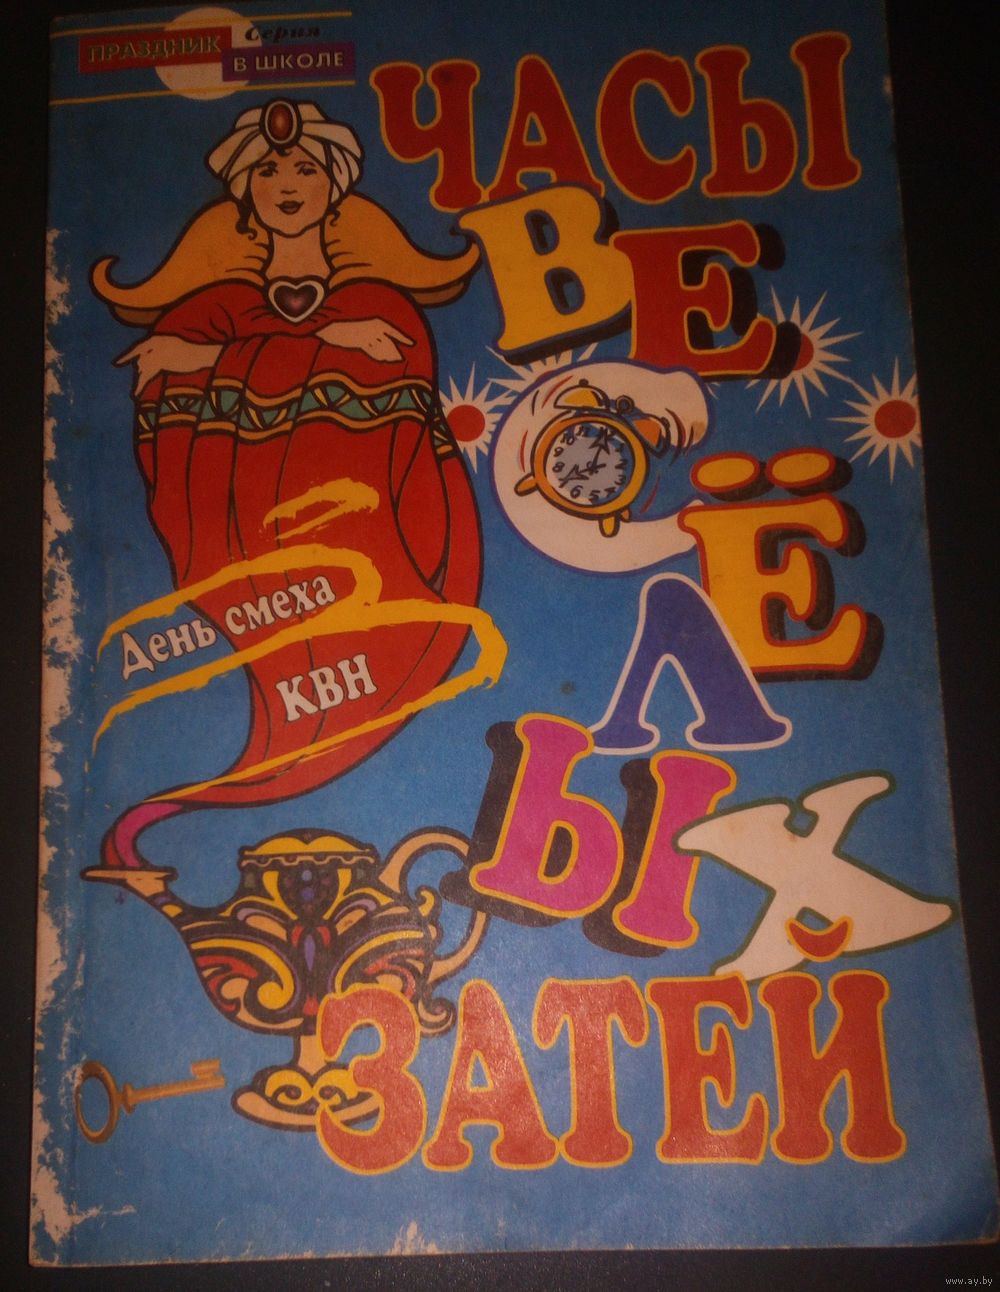 Серия
ПРАЗДНИК
В ШКОЛЕ
ЧАСЫ
ВЕСЁЛЫХ
ЗАТЕЙ
День смеха
КВН
www.ay.by